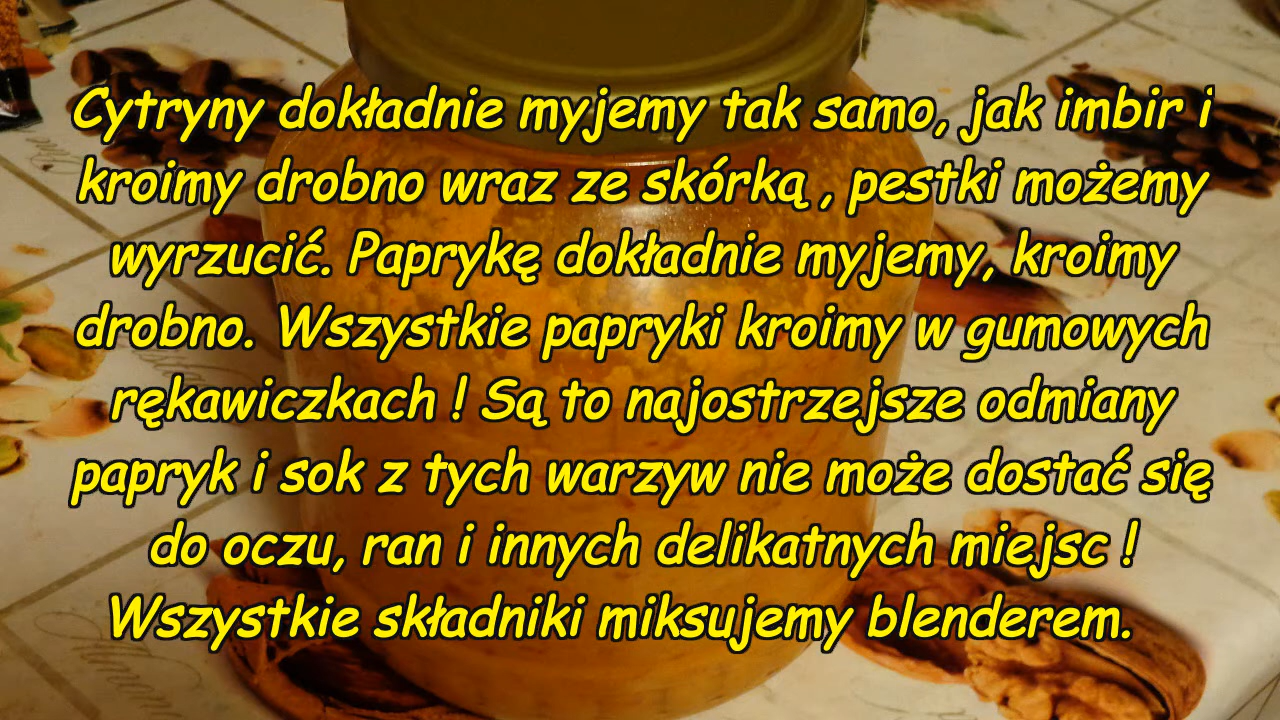 Cytryny dokładnie myjemy tak samo, jak imbir i
kroimy drobno wraz ze skórką , pestki możemy
wyrzucić. Paprykę dokładnie myjemy, kroimy
drobno. Wszystkie papryki kroimy w gumowych
rękawiczkach ! Są to najostrzejsze odmiany
papryk i sok z tych warzyw nie może dostać się
do oczu, ran i innych delikatnych miejsc !
Wszystkie składniki miksujemy blenderem.